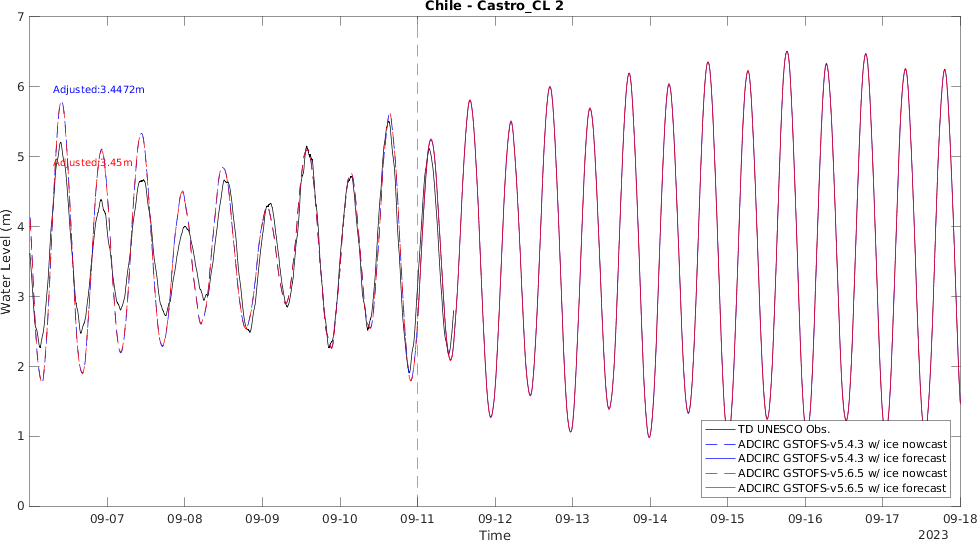 Chile - Castro_CL 2
7
6
5
4
3
2
1
0
Water Level (m)
Adjusted:3.4472m
Adjusted:3.45m
TD UNESCO Obs.
ADCIRC GSTOFS-v5.4.3 w/ ice nowcast
ADCIRC GSTOFS-v5.4.3 w/ ice forecast
ADCIRC GSTOFS-v5.6.5 w/ ice nowcast
ADCIRC GSTOFS-v5.6.5 w/ ice forecast
09-07 09-08 09-09 09-10 09-11 09-12 09-13 09-14 09-15 09-16 09-17 09-18
Time
2023